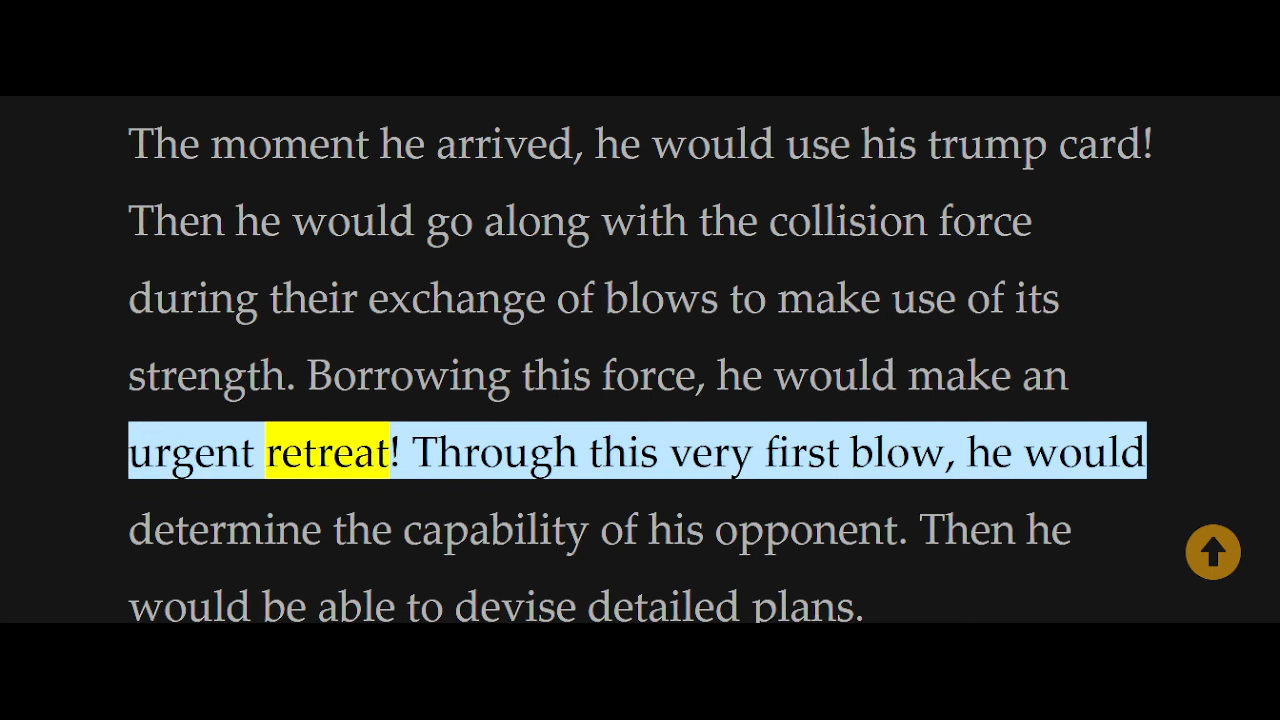 The moment he arrived, he would use his trump card!
Then he would go along with the collision force
during their exchange of blows to make use of its
strength. Borrowing this force, he would make an
urgent retreat! Through this very first blow, he would
determine the capability of his opponent. Then he
would be able to devise detailed plans.